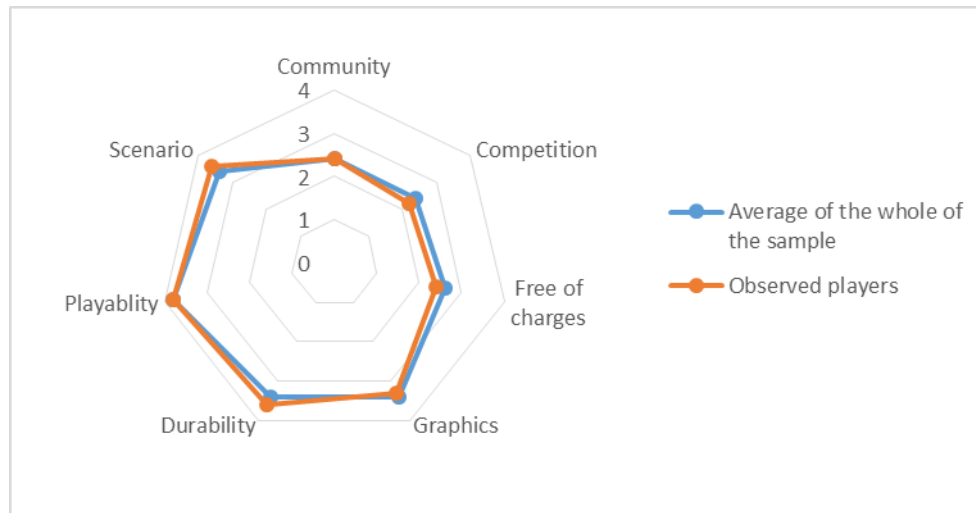 Community
4
3
2
1
0
Competition
Free of
charges
Graphics
Durability
Playablity
Scenario
Average of the whole of
the sample
Observed players